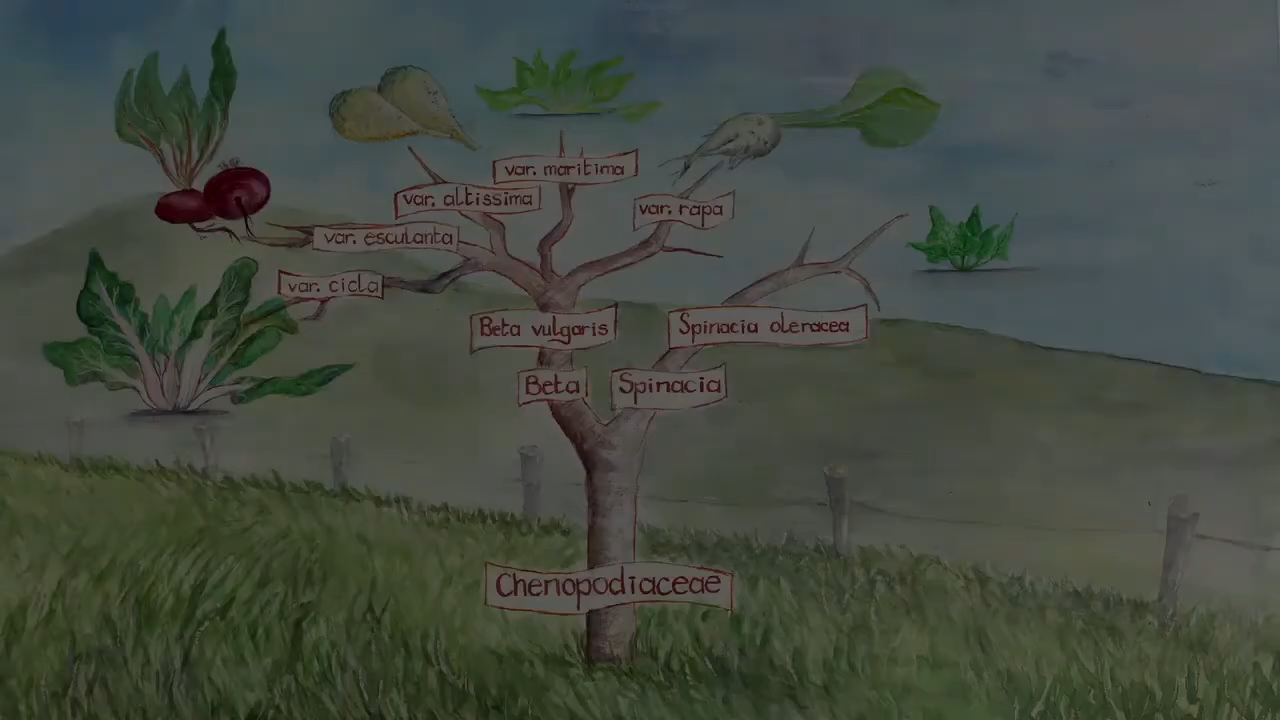 var. maritima
var. altissima
var. rapa
var. esculanta
var. cicla
Beta vulgaris
Spinacia oleracea
Beta
Spinacia
Chenopodiaceae